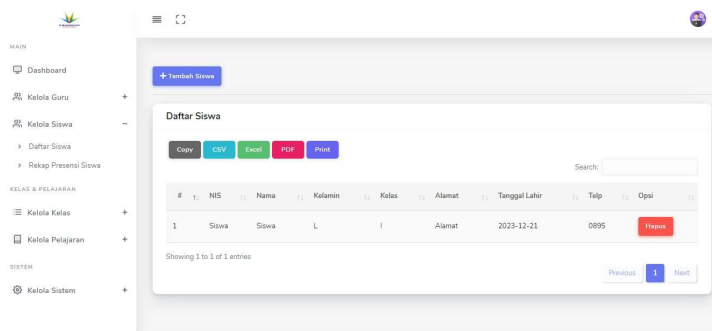 MAIN
Dashboard
Kelola Guru +
Kelola Siswa −
> Daftar Siswa
> Rekap Presensi Siswa
KELAS & PELAJARAN
Kelola Kelas +
Kelola Pelajaran +
SISTEM
Kelola Sistem +
+ Tambah Siswa
Daftar Siswa
Copy CSV Excel PDF Print
Search:
# NIS Nama Kelamin Kelas Alamat Tanggal Lahir Telp Opsi
1 Siswa Siswa L I Alamat 2023-12-21 0895 Hapus
Showing 1 to 1 of 1 entries
Previous 1 Next